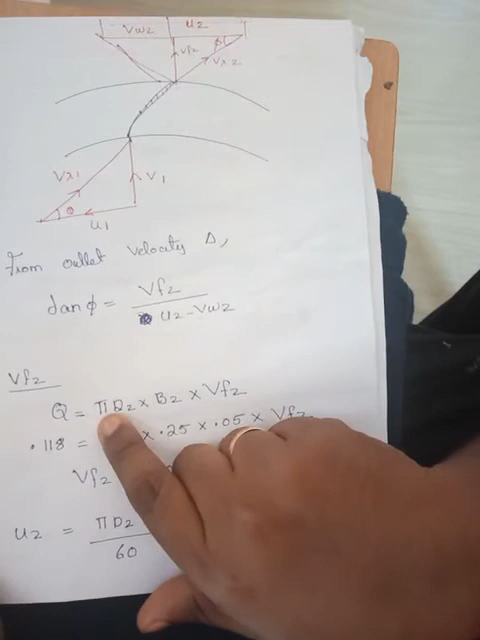 Vw2 u2
Vf2
ϕ
Vr2
Vr1
V1
θ
u1
From outlet velocity Δ,
tanϕ = Vf2
u2 - Vw2
Vf2
Q = πD2 × B2 × Vf2
.118 = × .25 × .05 × Vf2
Vf2
u2 = πD2
60